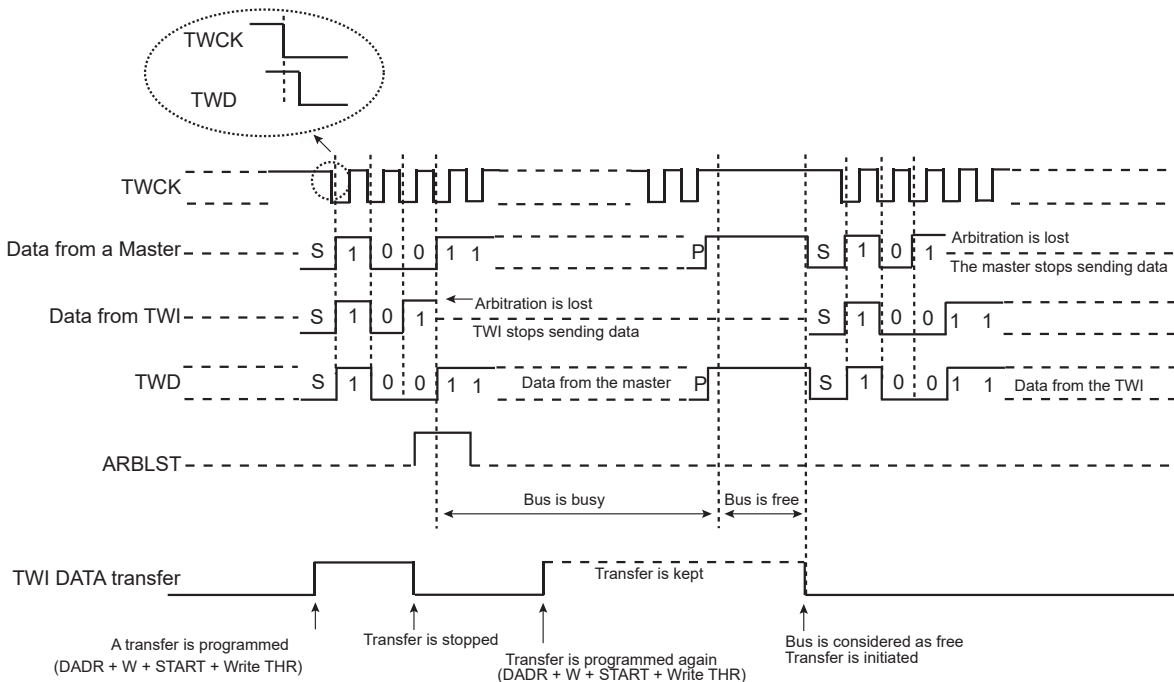 TWCK
TWD
TWCK
Data from a Master S 1 0 0 1 1 P S 1 0 1 Arbitration is lost
The master stops sending data
Data from TWI S 1 0 1 Arbitration is lost S 1 0 0 1 1
TWI stops sending data
TWD S 1 0 0 1 1 Data from the master P S 1 0 0 1 1 Data from the TWI
ARBLST
Bus is busy Bus is free
TWI DATA transfer Transfer is kept
A transfer is programmed
(DADR + W + START + Write THR)
Transfer is stopped
Transfer is programmed again
(DADR + W + START + Write THR)
Bus is considered as free
Transfer is initiated